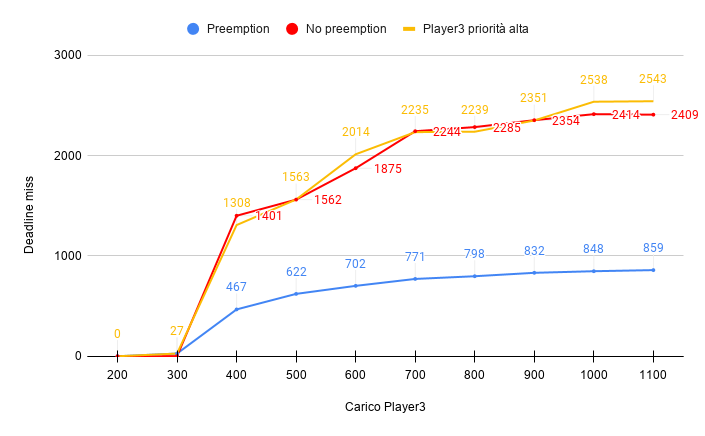 Preemption No preemption Player3 priorità alta
3000
2000
1000
0
Deadline miss
0 27 1308 1563 2014 2235 2239 2351 2538 2543
1401 1562 1875 2244 2285 2354 2414 2409
467 622 702 771 798 832 848 859
200 300 400 500 600 700 800 900 1000 1100
Carico Player3